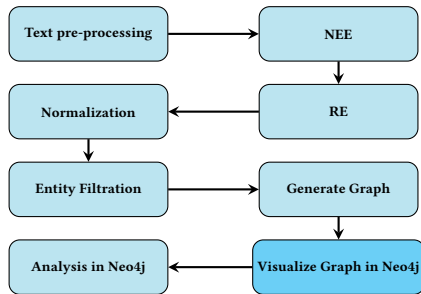 Text pre-processing
NEE
Normalization
RE
Entity Filtration
Generate Graph
Analysis in Neo4j
Visualize Graph in Neo4j